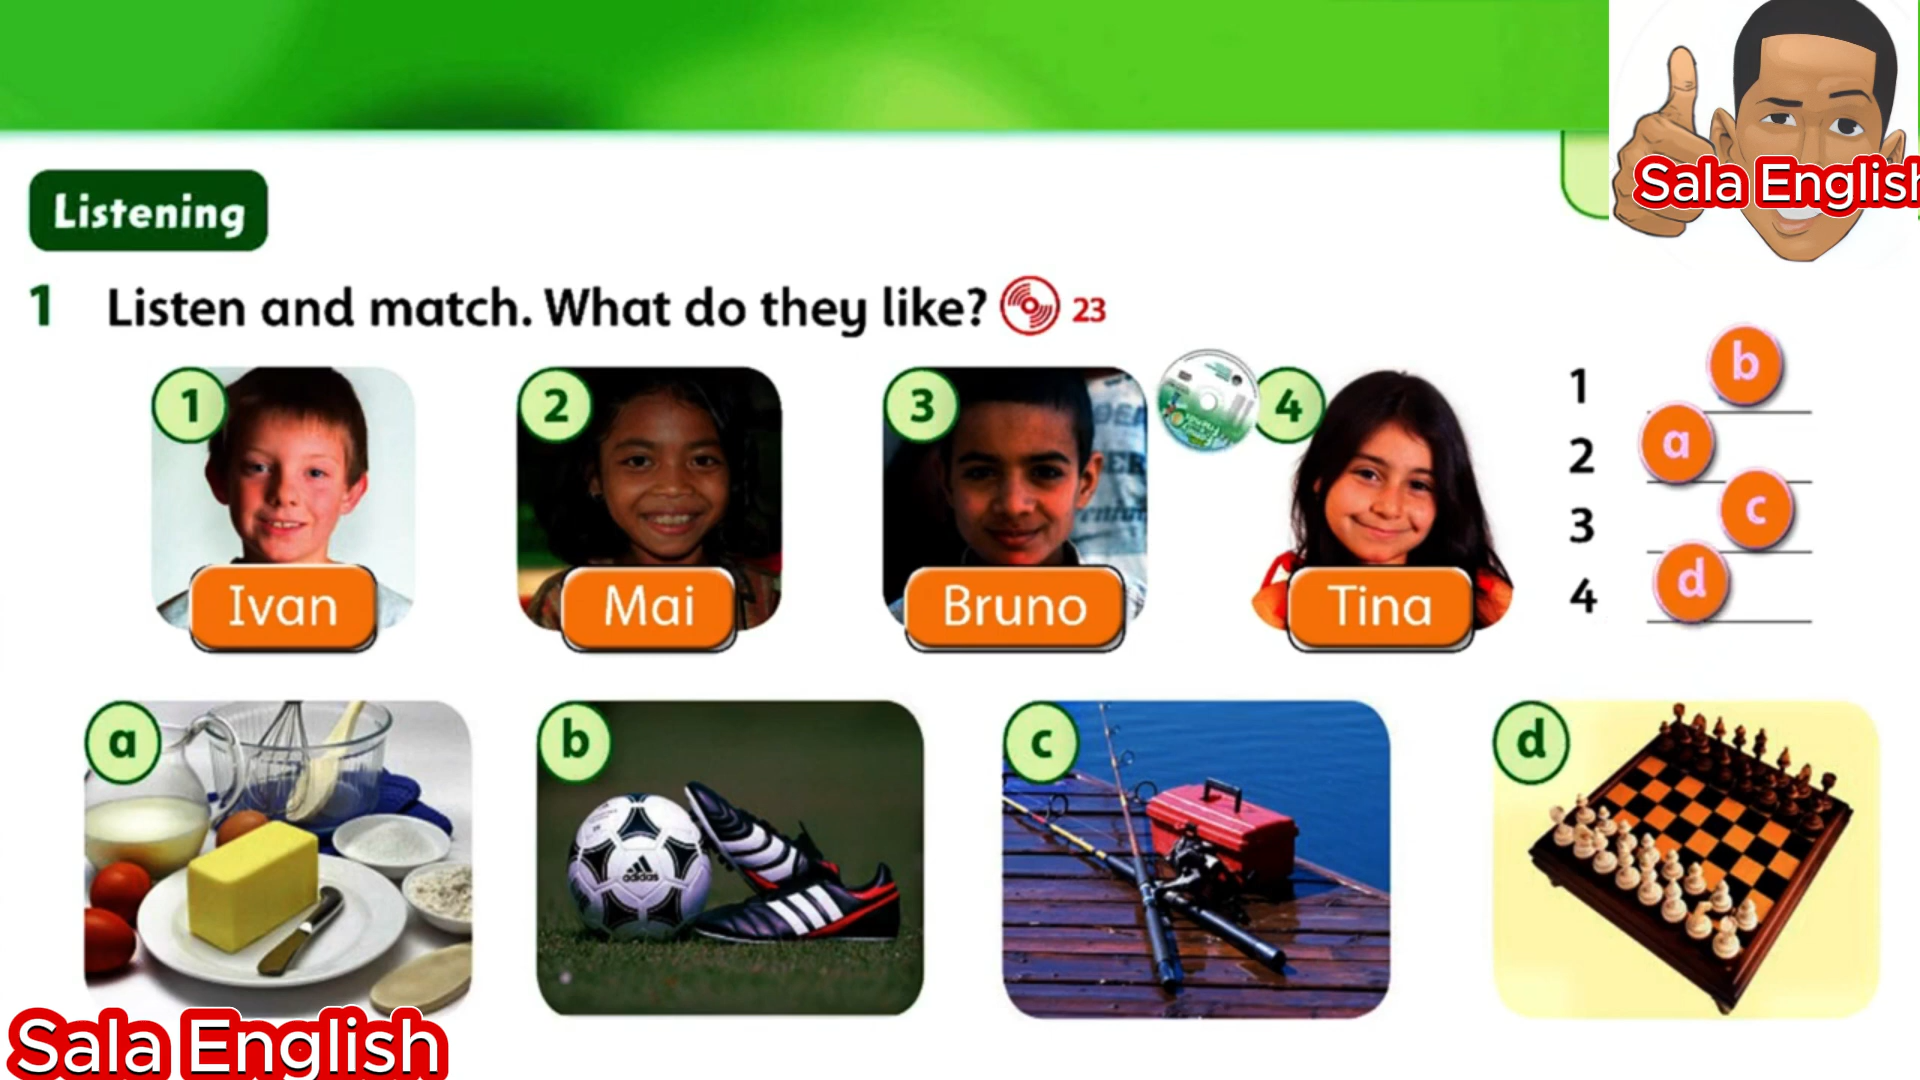 Sala English
Listening
1 Listen and match. What do they like? 23
1 2 3 4
Ivan Mai Bruno Tina
1 b
2 a
3 c
4 d
a b c d
adidas
Sala English